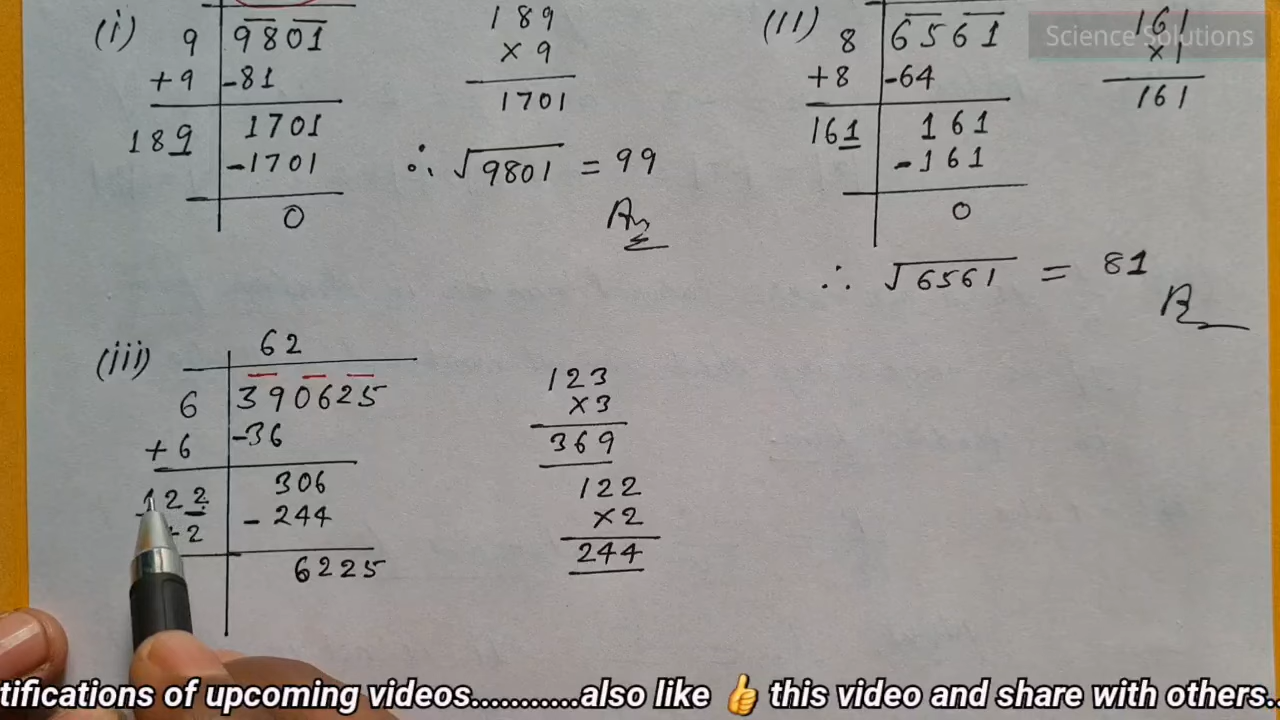 (i)
9 | 9801
+9 | -81
189 | 1701
-1701
0
189
×9
1701
∴ √9801 = 99
(II)
8 | 6561
+8 | -64
161 | 161
-161
0
161
×1
161
Science Solutions
∴ √6561 = 81
(iii)
62
6 | 390625
+6 | -36
122 | 306
+2 | -244
6225
123
×3
369
122
×2
244
tifications of upcoming videos...........also like 👍 this video and share with others..